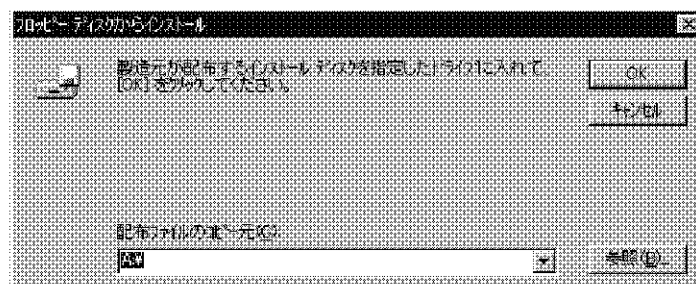 フロッピー ディスクからインストール
製造元が配布するインストール ディスクを指定したドライブに入れて、
[OK] をクリックしてください。
OK
キャンセル
配布ファイルのコピー元(C):
A:¥
参照(B)...